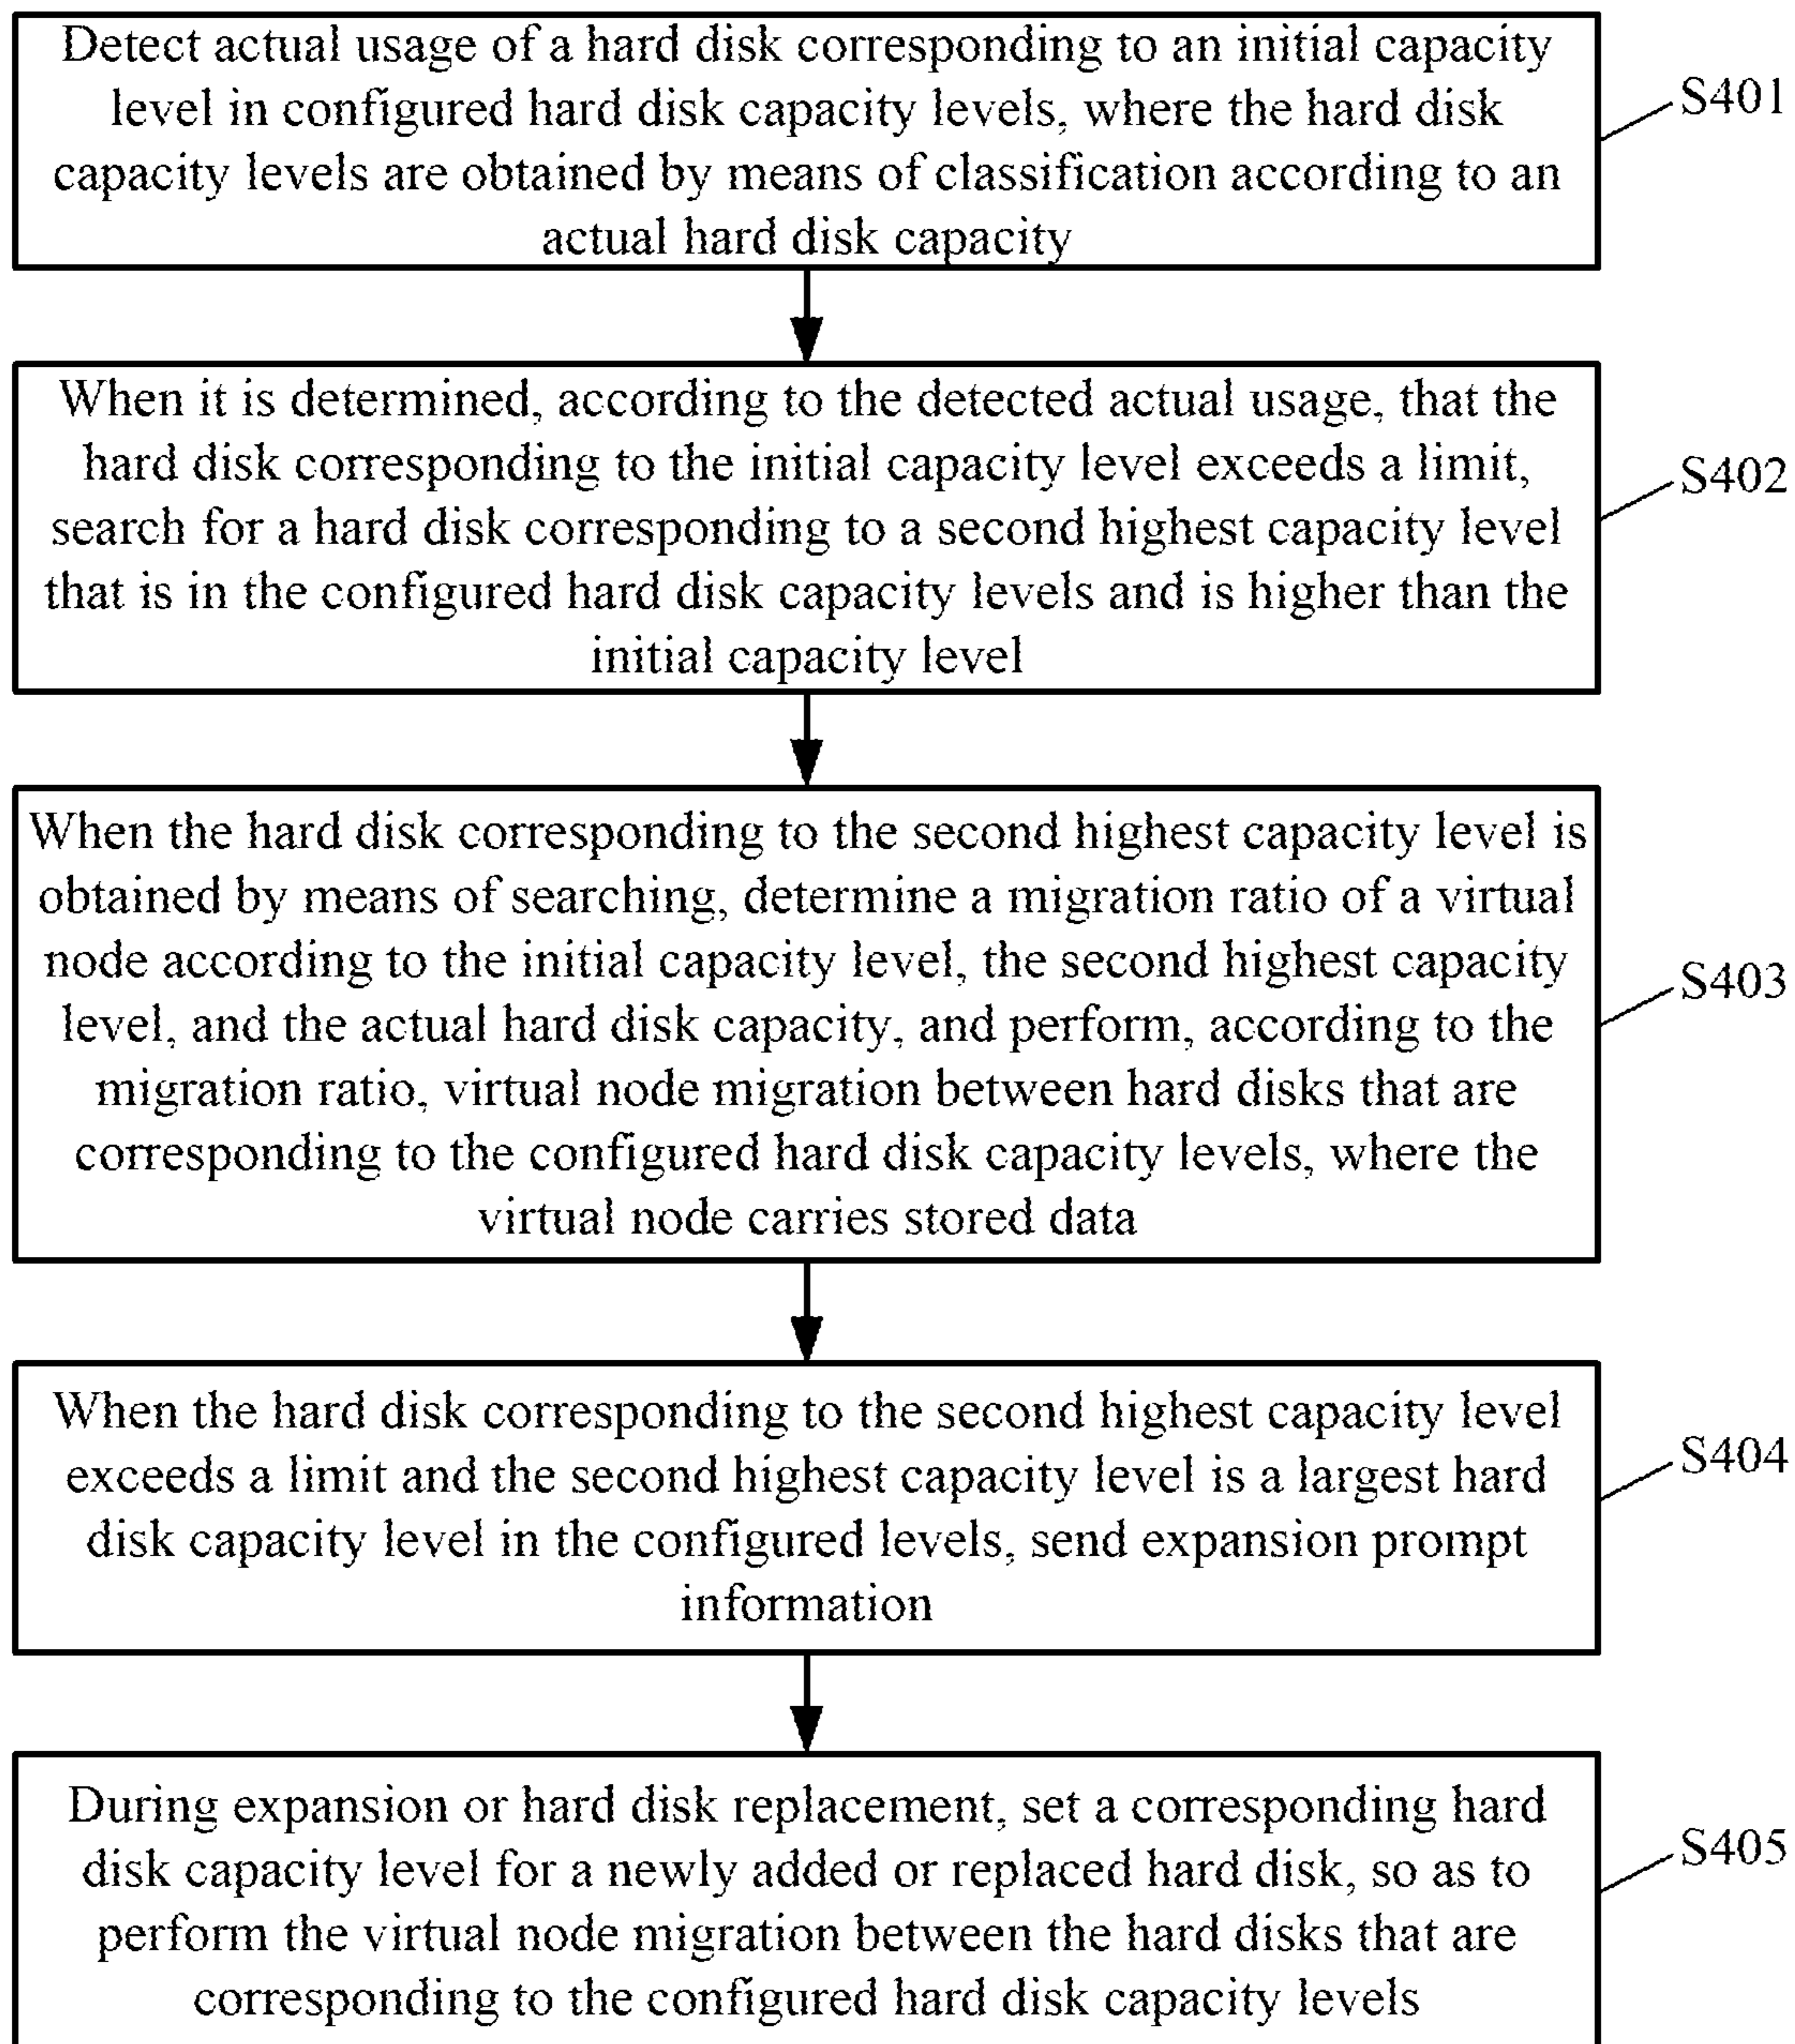 Detect actual usage of a hard disk corresponding to an initial capacity
level in configured hard disk capacity levels, where the hard disk
capacity levels are obtained by means of classification according to an
actual hard disk capacity
S401
When it is determined, according to the detected actual usage, that the
hard disk corresponding to the initial capacity level exceeds a limit,
search for a hard disk corresponding to a second highest capacity level
that is in the configured hard disk capacity levels and is higher than the
initial capacity level
S402
When the hard disk corresponding to the second highest capacity level is
obtained by means of searching, determine a migration ratio of a virtual
node according to the initial capacity level, the second highest capacity
level, and the actual hard disk capacity, and perform, according to the
migration ratio, virtual node migration between hard disks that are
corresponding to the configured hard disk capacity levels, where the
virtual node carries stored data
S403
When the hard disk corresponding to the second highest capacity level
exceeds a limit and the second highest capacity level is a largest hard
disk capacity level in the configured levels, send expansion prompt
information
S404
During expansion or hard disk replacement, set a corresponding hard
disk capacity level for a newly added or replaced hard disk, so as to
perform the virtual node migration between the hard disks that are
corresponding to the configured hard disk capacity levels
S405